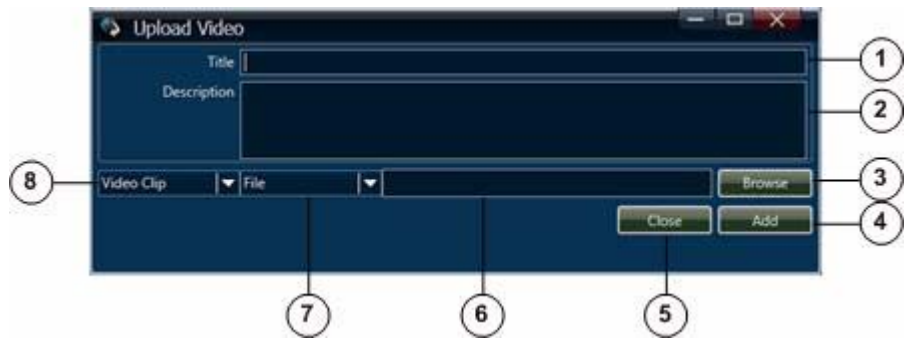 Upload Video
Title
1
Description
2
8
Video Clip
File
Browse
3
Close
Add
4
7
6
5